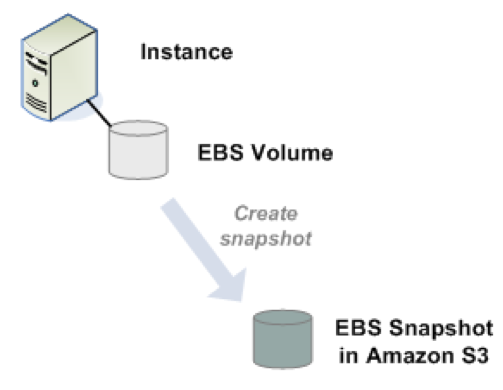 Instance
EBS Volume
Create
snapshot
EBS Snapshot
in Amazon S3